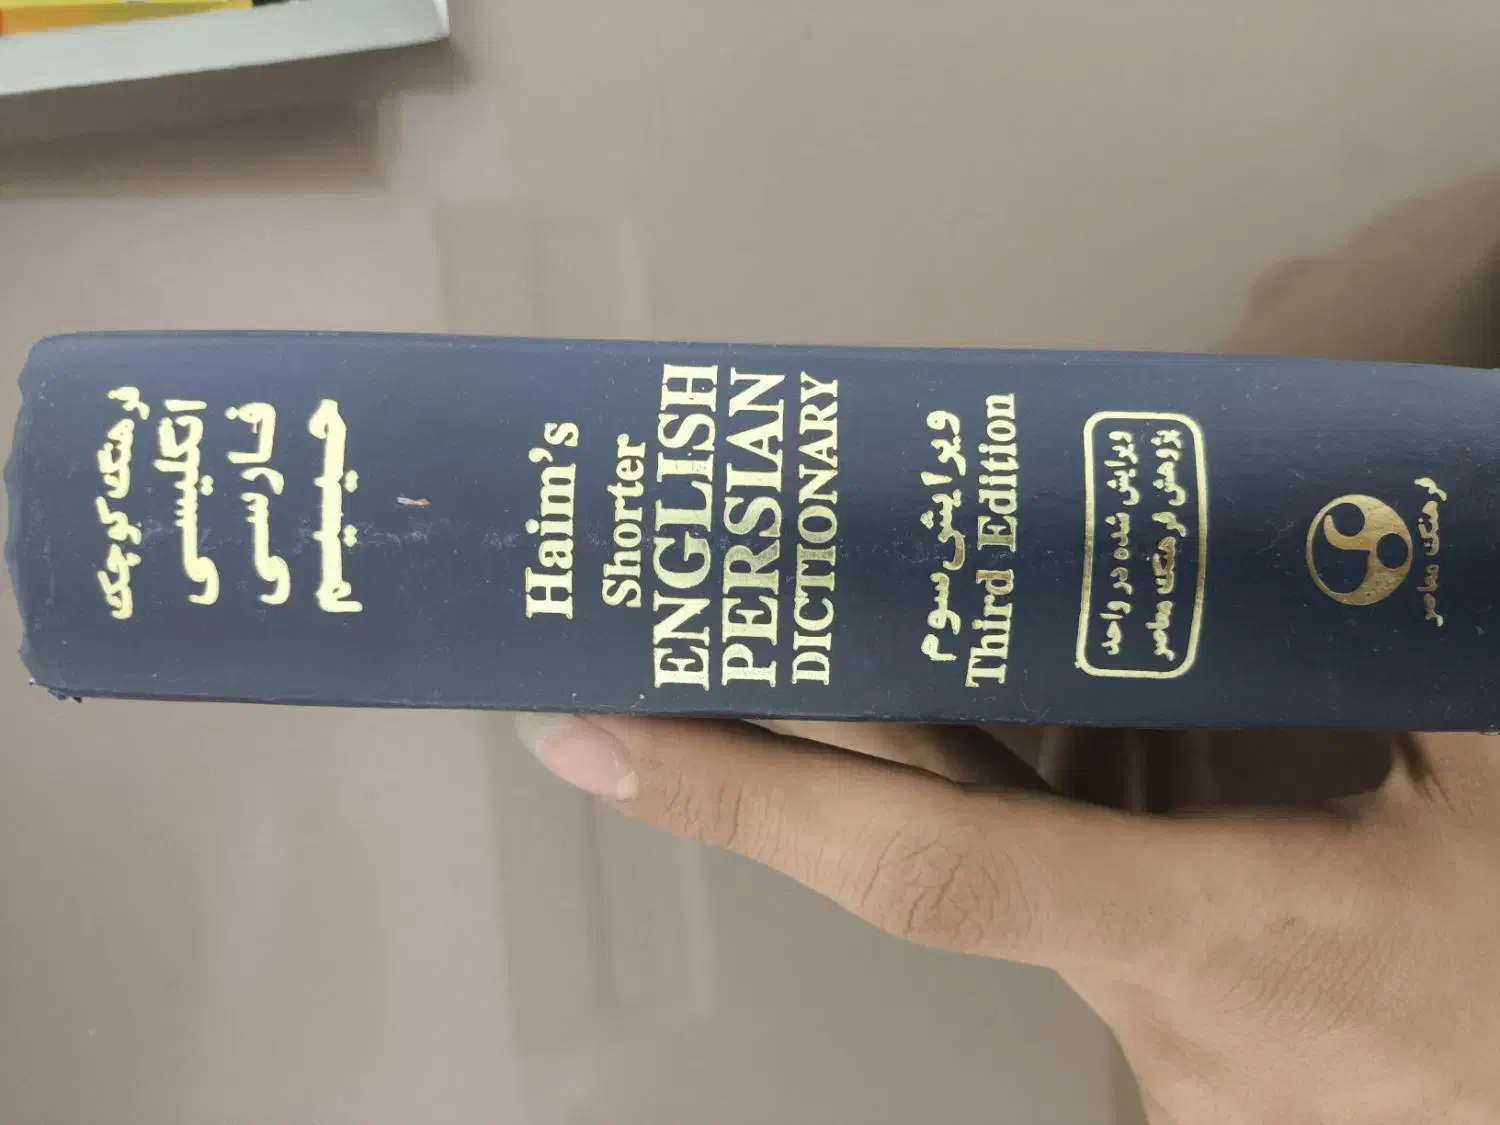 فرهنگ کوچک
انگلیسی
فارسی
حییم
Haim's
Shorter
ENGLISH
PERSIAN
DICTIONARY
ویرایش سوم
Third Edition
ویرایش شده در واحد
پژوهش فرهنگ معاصر
فرهنگ معاصر